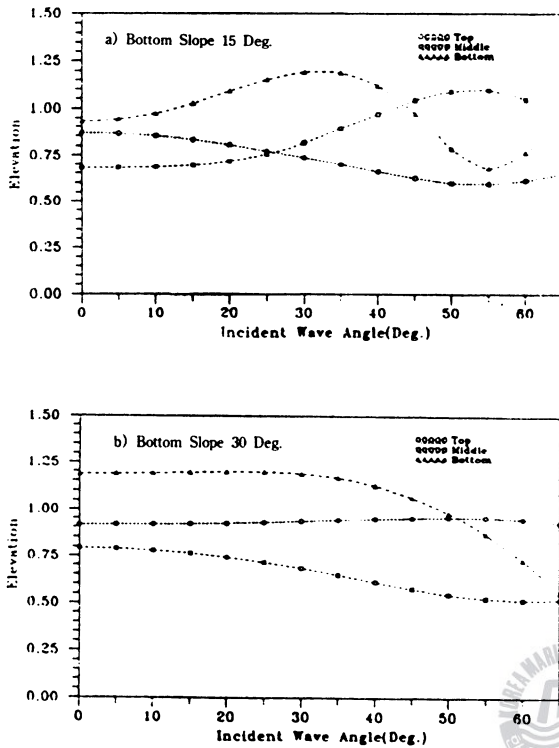 a) Bottom Slope 15 Deg.
Top
Middle
Bottom
1.50
1.25
1.00
0.75
0.50
0.25
0.00
Elevation
0 10 20 30 40 50 60
Incident Wave Angle(Deg.)
b) Bottom Slope 30 Deg.
Top
Middle
Bottom
1.50
1.25
1.00
0.75
0.50
0.25
0.00
Elevation
0 10 20 30 40 50 60
Incident Wave Angle(Deg.)
KOREA